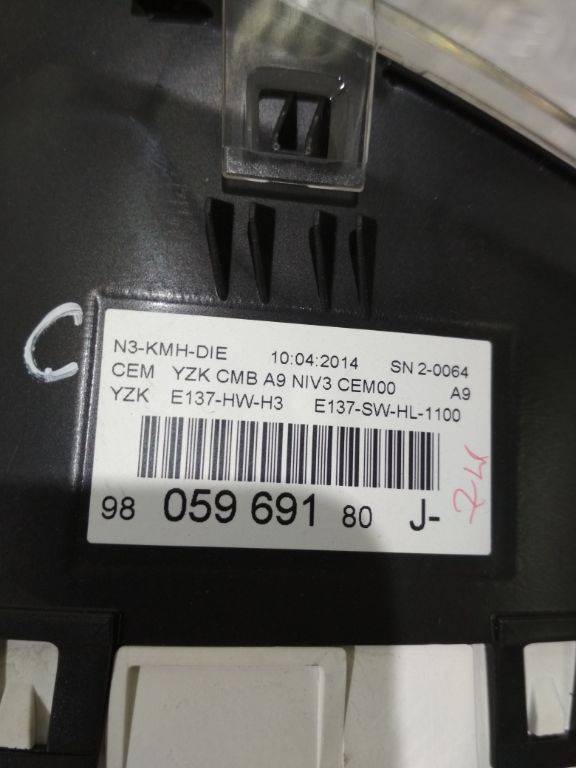 C
N3-KMH-DIE 10:04:2014 SN 2-0064
CEM YZK CMB A9 NIV3 CEM00 A9
YZK E137-HW-H3 E137-SW-HL-1100
98 059 691 80 J-